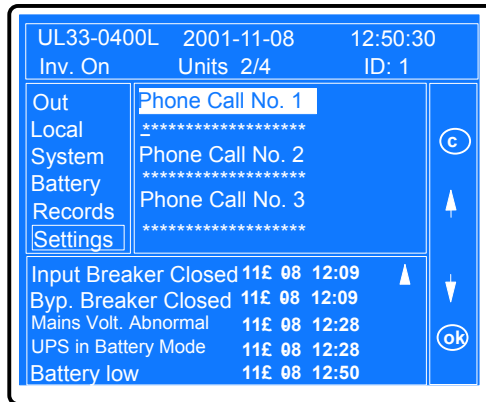 UL33-0400L 2001-11-08 12:50:30
Inv. On Units 2/4 ID: 1
Out
Local
System
Battery
Records
Settings
Phone Call No. 1
*******************
Phone Call No. 2
*******************
Phone Call No. 3
*******************
c
ok
Input Breaker Closed 11£ 08 12:09
Byp. Breaker Closed 11£ 08 12:09
Mains Volt. Abnormal 11£ 08 12:28
UPS in Battery Mode 11£ 08 12:28
Battery low 11£ 08 12:50